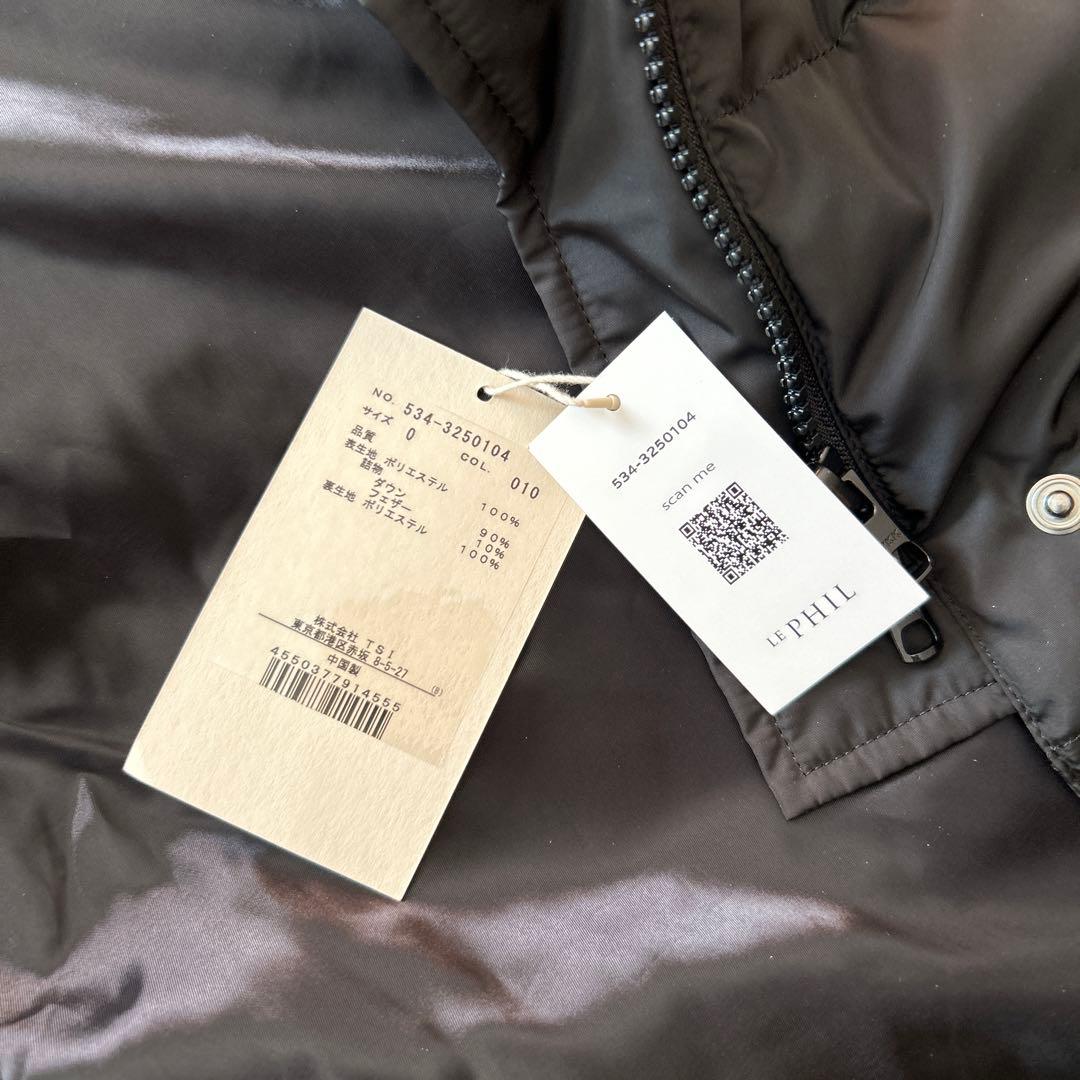 NO. 534-3250104
サイズ 0 COL. 010
品質
表生地 ポリエステル 100%
詰物 ダウン 90%
フェザー 10%
裏生地 ポリエステル 100%
株式会社 TSI
東京都港区赤坂 8-5-27
中国製
4550377914555
534-3250104
scan me
LE PHIL